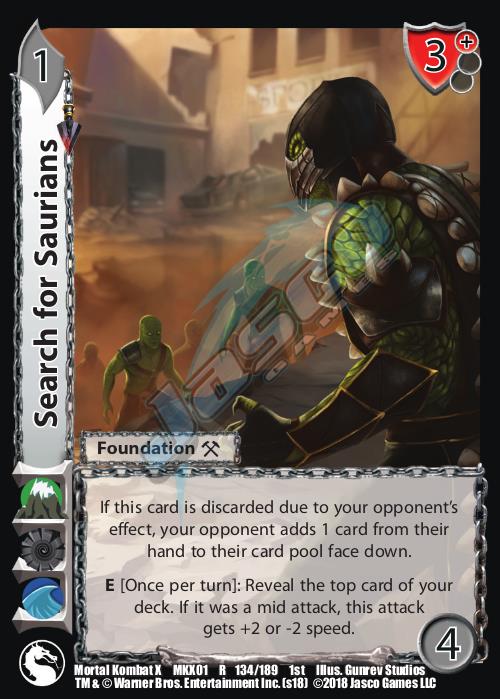 1
3
+
Search for Saurians
Jasco
GAMES
Foundation
If this card is discarded due to your opponent's
effect, your opponent adds 1 card from their
hand to their card pool face down.
E [Once per turn]: Reveal the top card of your
deck. If it was a mid attack, this attack
gets +2 or -2 speed.
4
Mortal Kombat X MKX01 R 134/189 1st Illus. Gunrev Studios
TM & © Warner Bros. Entertainment Inc. (s18) ©2018 Jasco Games LLC